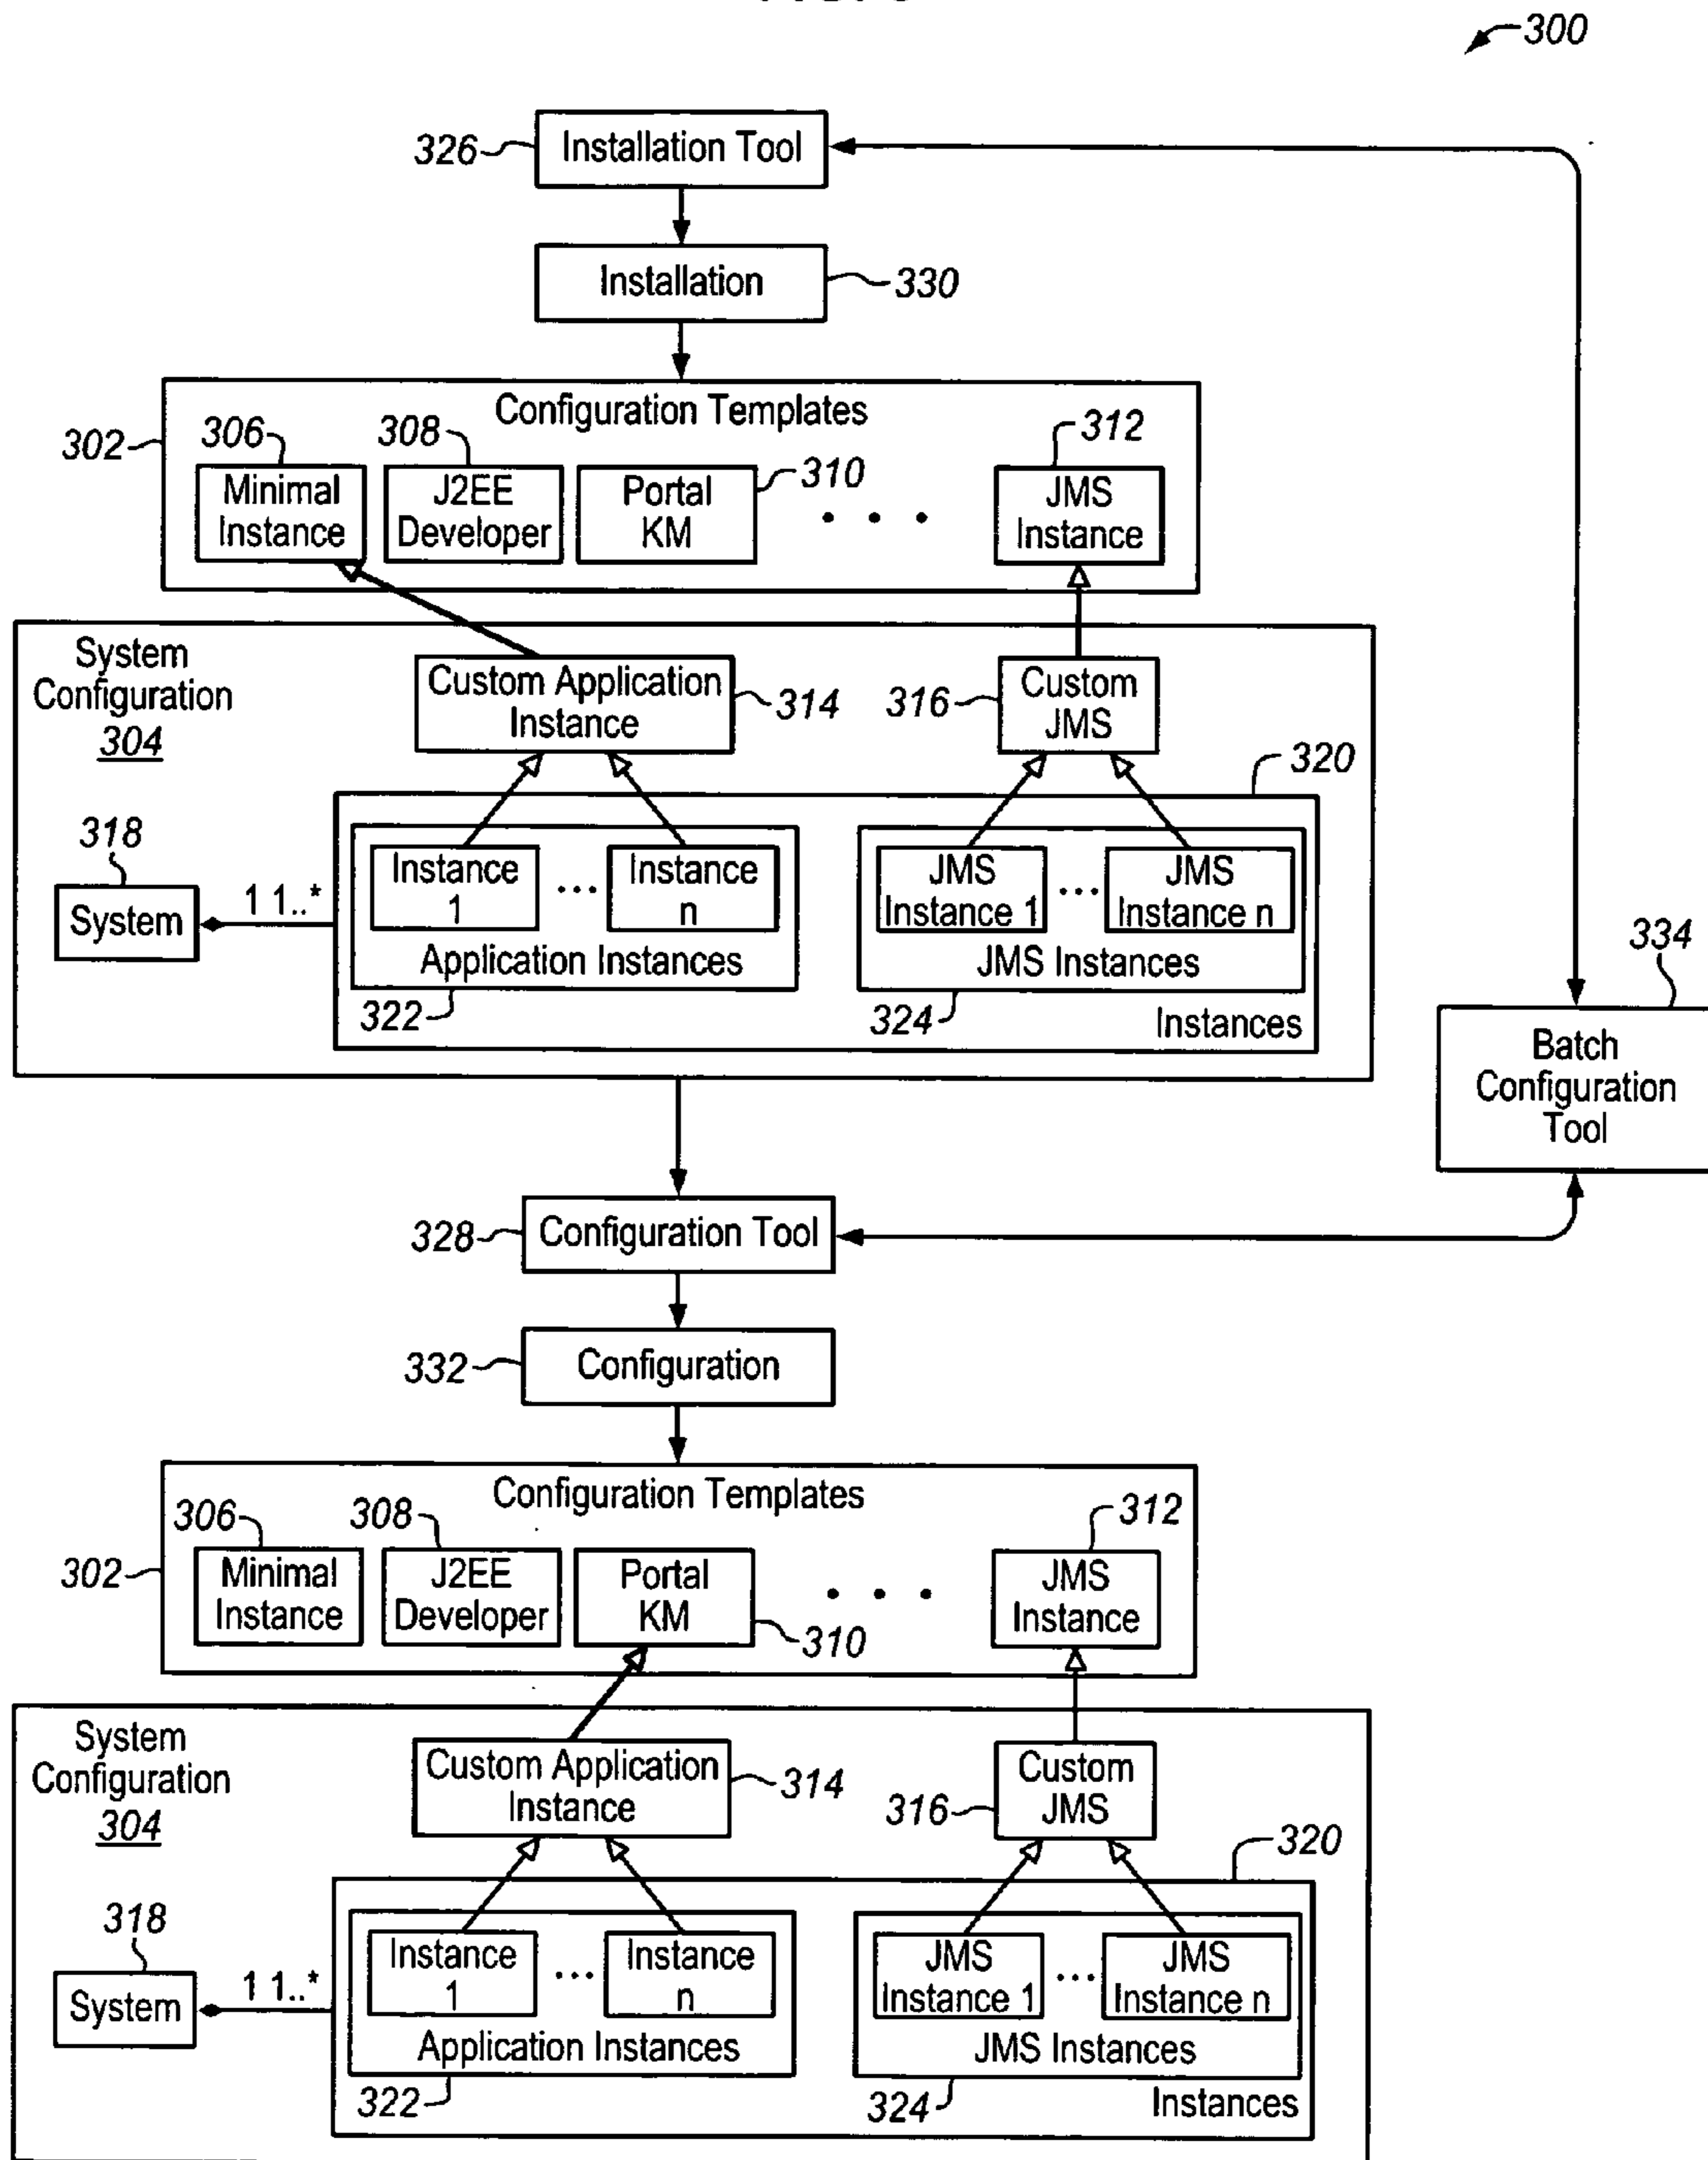 300
326
Installation Tool
Installation
330
Configuration Templates
302
306
308
310
312
Minimal
Instance
J2EE
Developer
Portal
KM
• • •
JMS
Instance
System
Configuration
304
Custom Application
Instance
314
316
Custom
JMS
320
318
System
1 1..*
Instance
1
...
Instance
n
Application Instances
322
JMS
Instance 1
...
JMS
Instance n
JMS Instances
324
Instances
334
Batch
Configuration
Tool
328
Configuration Tool
332
Configuration
Configuration Templates
302
306
308
312
Minimal
Instance
J2EE
Developer
Portal
KM
310
• • •
JMS
Instance
System
Configuration
304
Custom Application
Instance
314
316
Custom
JMS
320
318
System
1 1..*
Instance
1
...
Instance
n
Application Instances
322
JMS
Instance 1
...
JMS
Instance n
JMS Instances
324
Instances